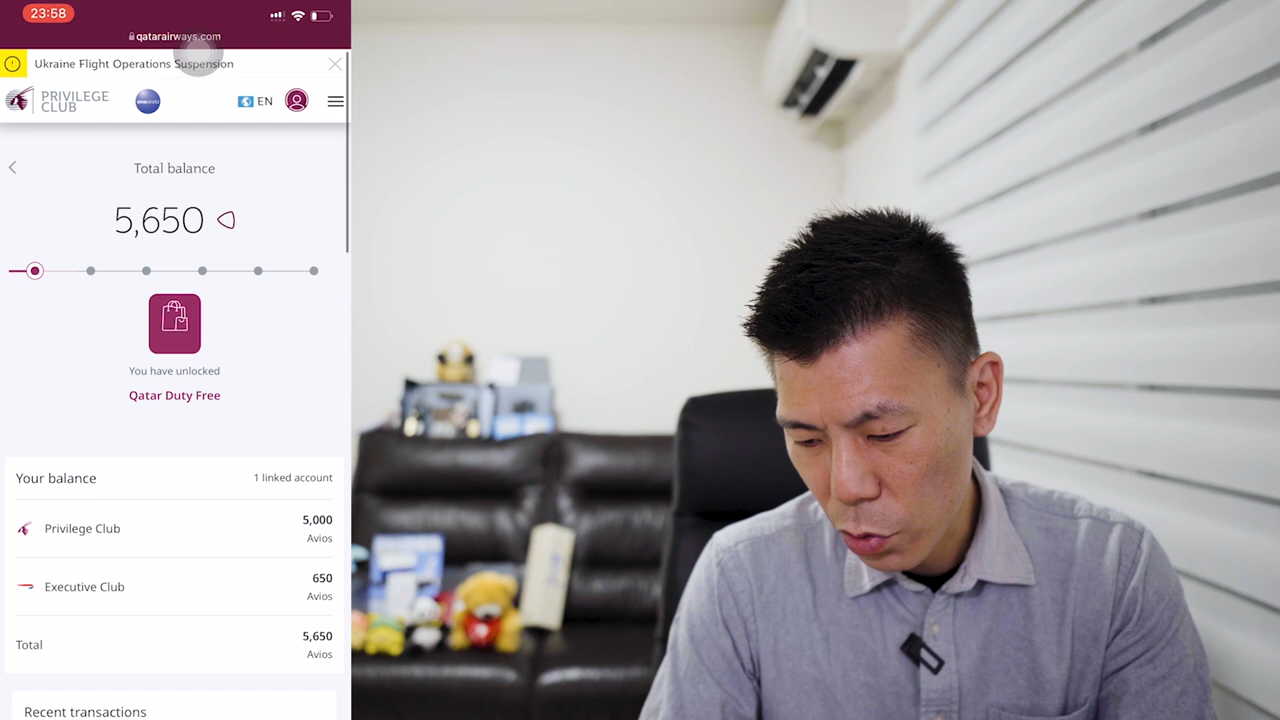 23:58
qatarairways.com
Ukraine Flight Operations Suspension
PRIVILEGE
CLUB
oneworld
EN
Total balance
5,650
You have unlocked
Qatar Duty Free
Your balance
1 linked account
Privilege Club
5,000
Avios
Executive Club
650
Avios
Total
5,650
Avios
Recent transactions